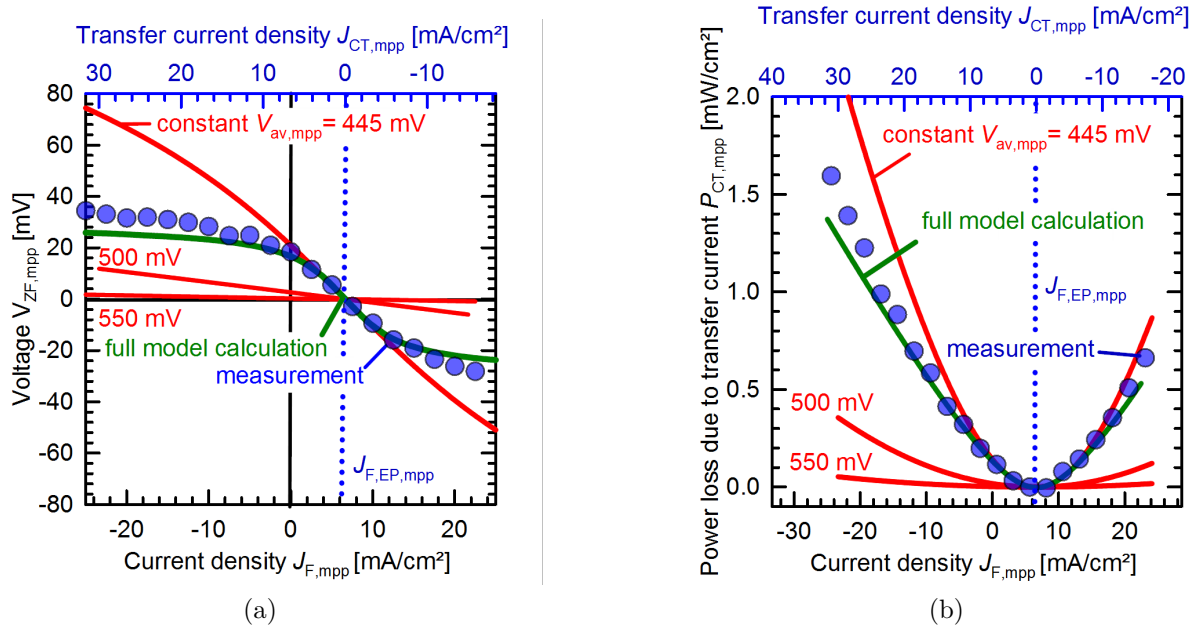 Transfer current density J_CT,mpp [mA/cm²]
30 20 10 0 -10
80
60
40
20
0
-20
-40
-60
-80
Voltage V_ZF,mpp [mV]
constant V_av,mpp = 445 mV
500 mV
550 mV
full model calculation
measurement
J_F,EP,mpp
-20 -10 0 10 20
Current density J_F,mpp [mA/cm²]
(a)
Transfer current density J_CT,mpp [mA/cm²]
40 30 20 10 0 -10 -20
2.0
1.5
1.0
0.5
0.0
Power loss due to transfer current P_CT,mpp [mW/cm²]
constant V_av,mpp = 445 mV
full model calculation
J_F,EP,mpp
measurement
500 mV
550 mV
-30 -20 -10 0 10 20
Current density J_F,mpp [mA/cm²]
(b)